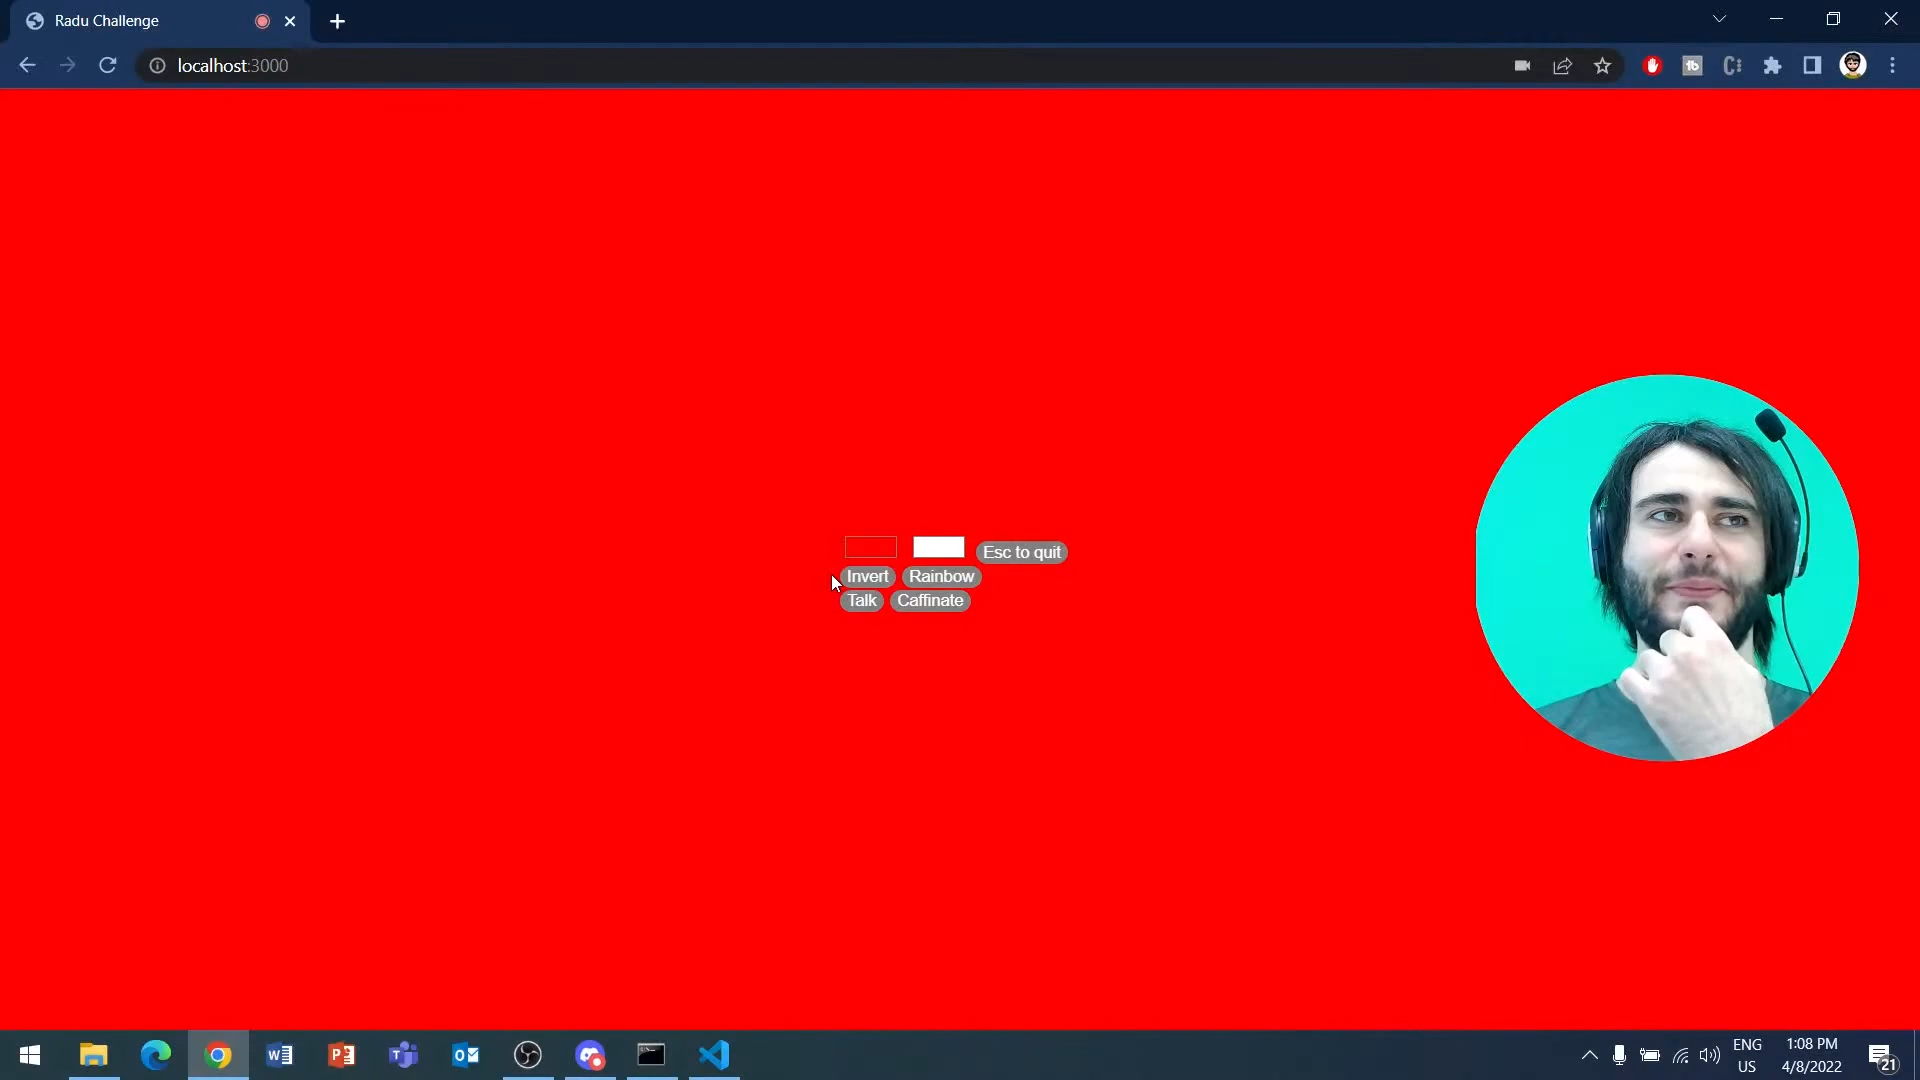 Radu Challenge
localhost:3000
Esc to quit
Invert Rainbow
Talk Caffinate
ENG
US
1:08 PM
4/8/2022
21